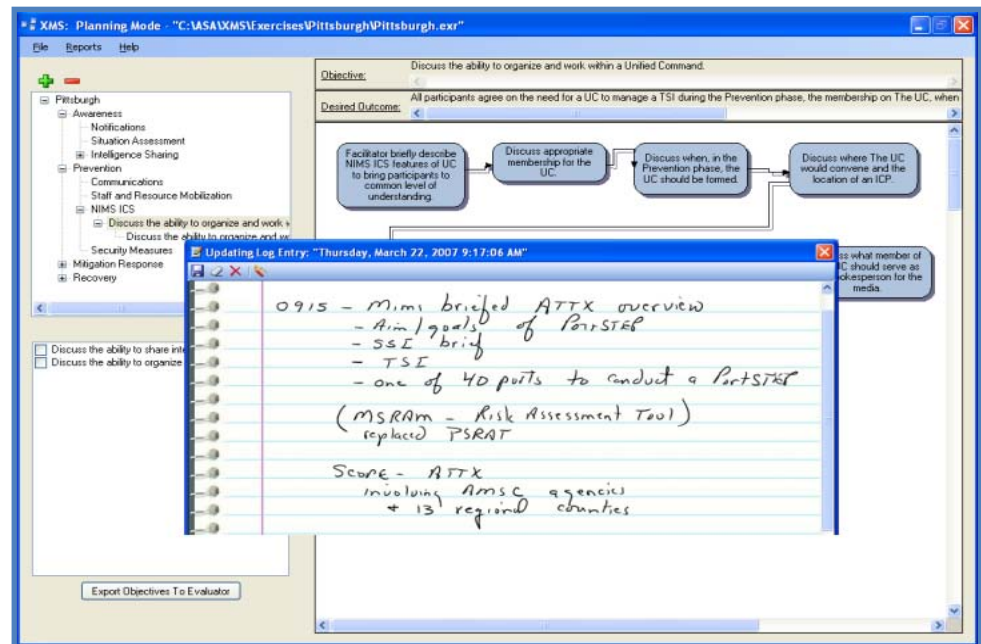 XMS: Planning Mode - "C:\ASA\XMS\Exercises\Pittsburgh\Pittsburgh.exr"
File Reports Help
Pittsburgh
Awareness
Notifications
Situation Assessment
Intelligence Sharing
Prevention
Communications
Staff and Resource Mobilization
NIMS ICS
Discuss the ability to organize and work
Discuss the ability to organize and
Security Measures
Mitigation Response
Recovery
Discuss the ability to share
Discuss the ability to organize
Export Objectives To Evaluator
Objective:
Discuss the ability to organize and work within a Unified Command.
Desired Outcome:
All participants agree on the need for a UC to manage a TSI during the Prevention phase, the membership on The UC, when
Facilitator briefly describe
NIMS ICS features of UC
to bring participants to
common level of
understanding.
Discuss appropriate
membership for the
UC.
Discuss when, in the
Prevention phase, the
UC should be formed.
Discuss where The UC
would convene and the
location of an ICP.
what member of
should serve as
for the
media.
Updating Log Entry: "Thursday, March 22, 2007 9:17:06 AM"
0915 - Mims briefed ATTX overview
- Aim/goals of PortSTEP
- SSI brief
- TSI
- one of 40 ports to conduct a PortSTEP
(MSRAM - Risk Assessment Tool)
replaced PSRAT
Scope - ATTX
involving AMSC agencies
+ 13 regional counties